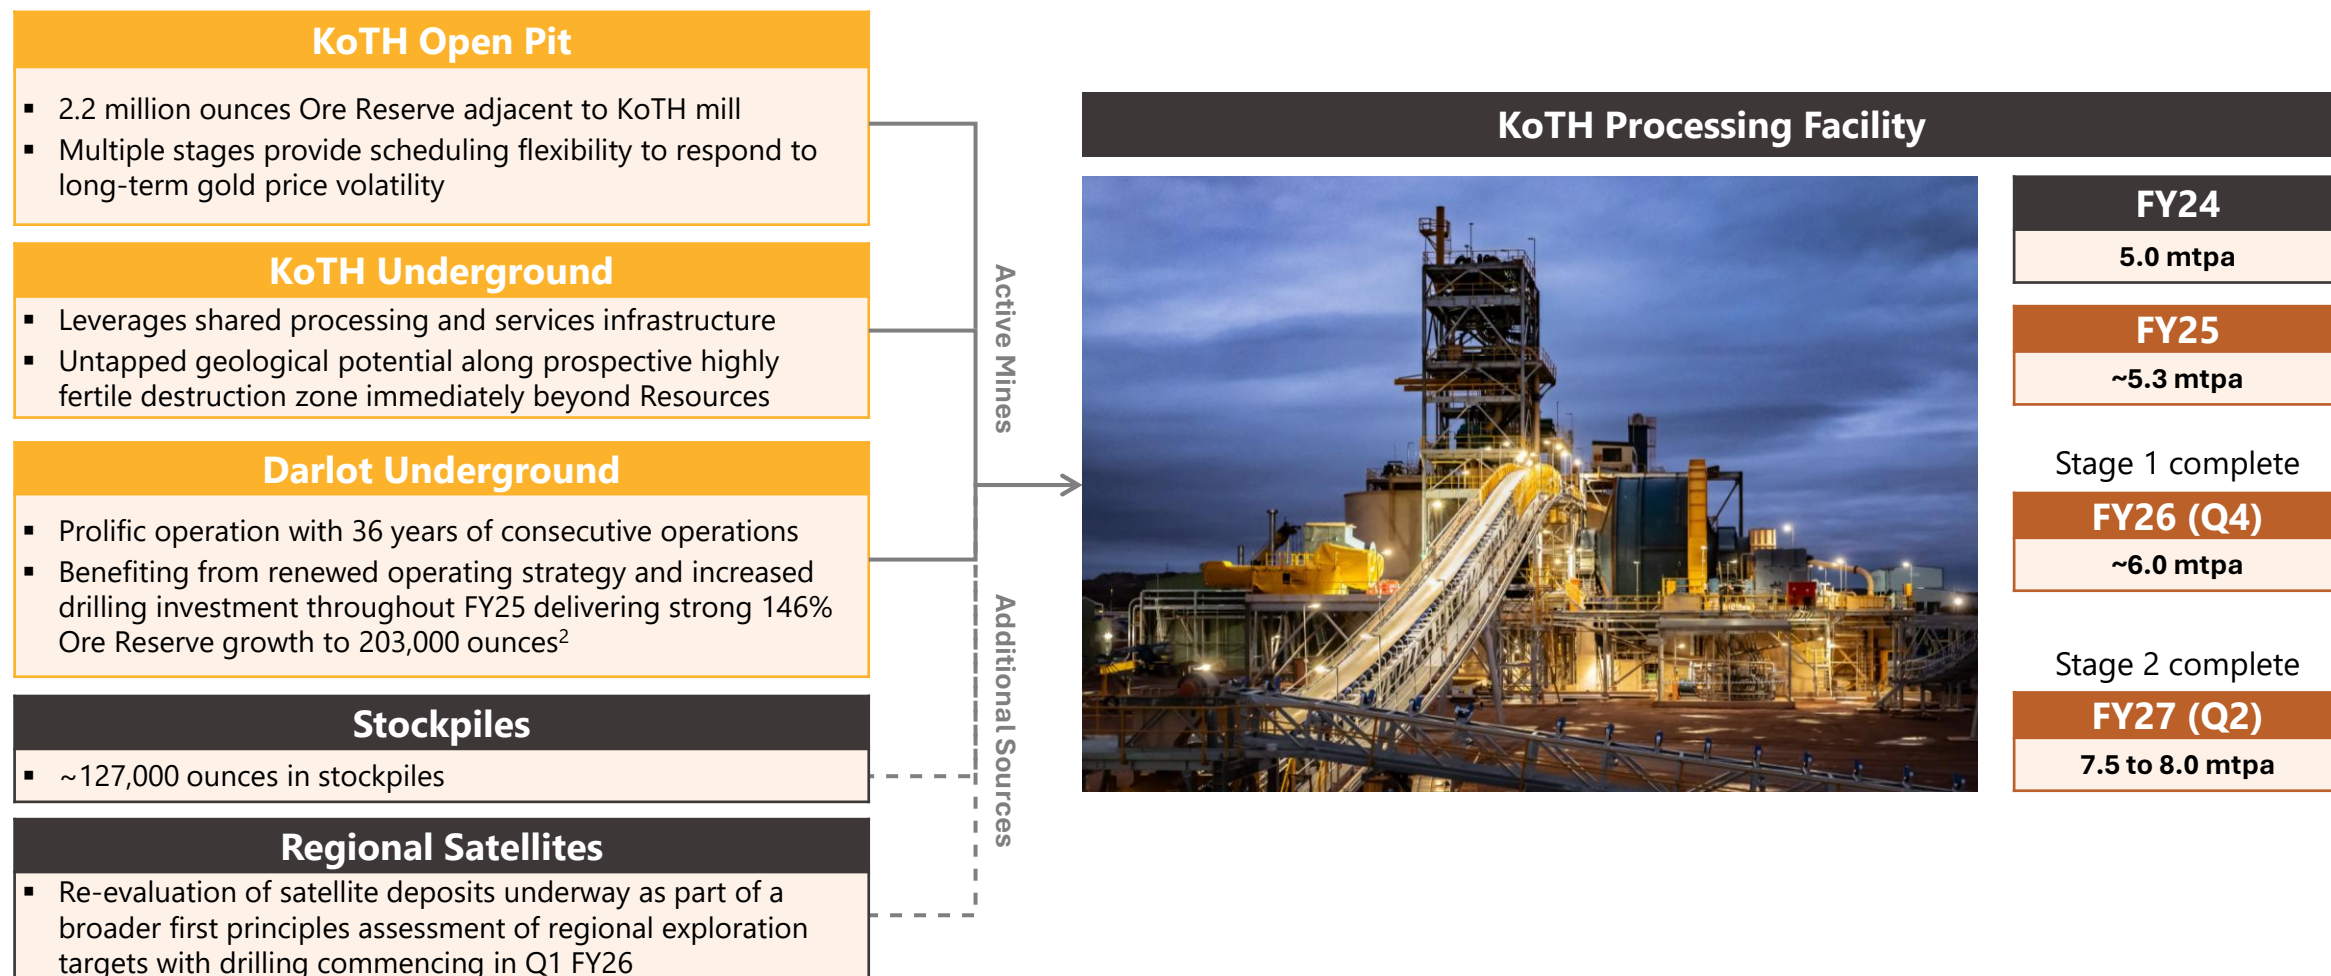 KoTH Open Pit
▪ 2.2 million ounces Ore Reserve adjacent to KoTH mill
▪ Multiple stages provide scheduling flexibility to respond to
long-term gold price volatility
KoTH Underground
▪ Leverages shared processing and services infrastructure
▪ Untapped geological potential along prospective highly
fertile destruction zone immediately beyond Resources
Darlot Underground
▪ Prolific operation with 36 years of consecutive operations
▪ Benefiting from renewed operating strategy and increased
drilling investment throughout FY25 delivering strong 146%
Ore Reserve growth to 203,000 ounces²
Stockpiles
▪ ~127,000 ounces in stockpiles
Regional Satellites
▪ Re-evaluation of satellite deposits underway as part of a
broader first principles assessment of regional exploration
targets with drilling commencing in Q1 FY26
Active Mines
Additional Sources
KoTH Processing Facility
FY24
5.0 mtpa
FY25
~5.3 mtpa
Stage 1 complete
FY26 (Q4)
~6.0 mtpa
Stage 2 complete
FY27 (Q2)
7.5 to 8.0 mtpa